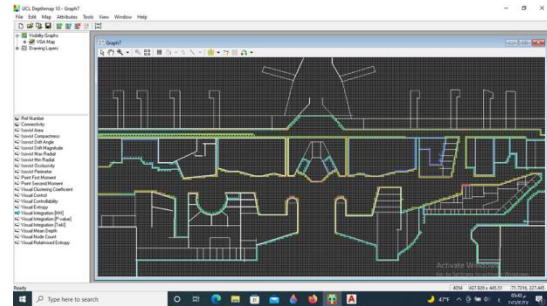 UCL Depthmap 10 - Graph7
File Edit Map Attributes Tools View Window Help
Visibility Graphs
VGA Map
Drawing Layers
Graph7
Ref Number
Connectivity
Isovist Area
Isovist Compactness
Isovist Drift Angle
Isovist Drift Magnitude
Isovist Max Radial
Isovist Min Radial
Isovist Occlusivity
Isovist Perimeter
Point First Moment
Point Second Moment
Visual Clustering Coefficient
Visual Control
Visual Controllability
Visual Entropy
Visual Integration [HH]
Visual Integration [P-value]
Visual Integration [Tekl]
Visual Mean Depth
Visual Node Count
Visual Relativised Entropy
Activate Windows
Ready
Type here to search
47°F